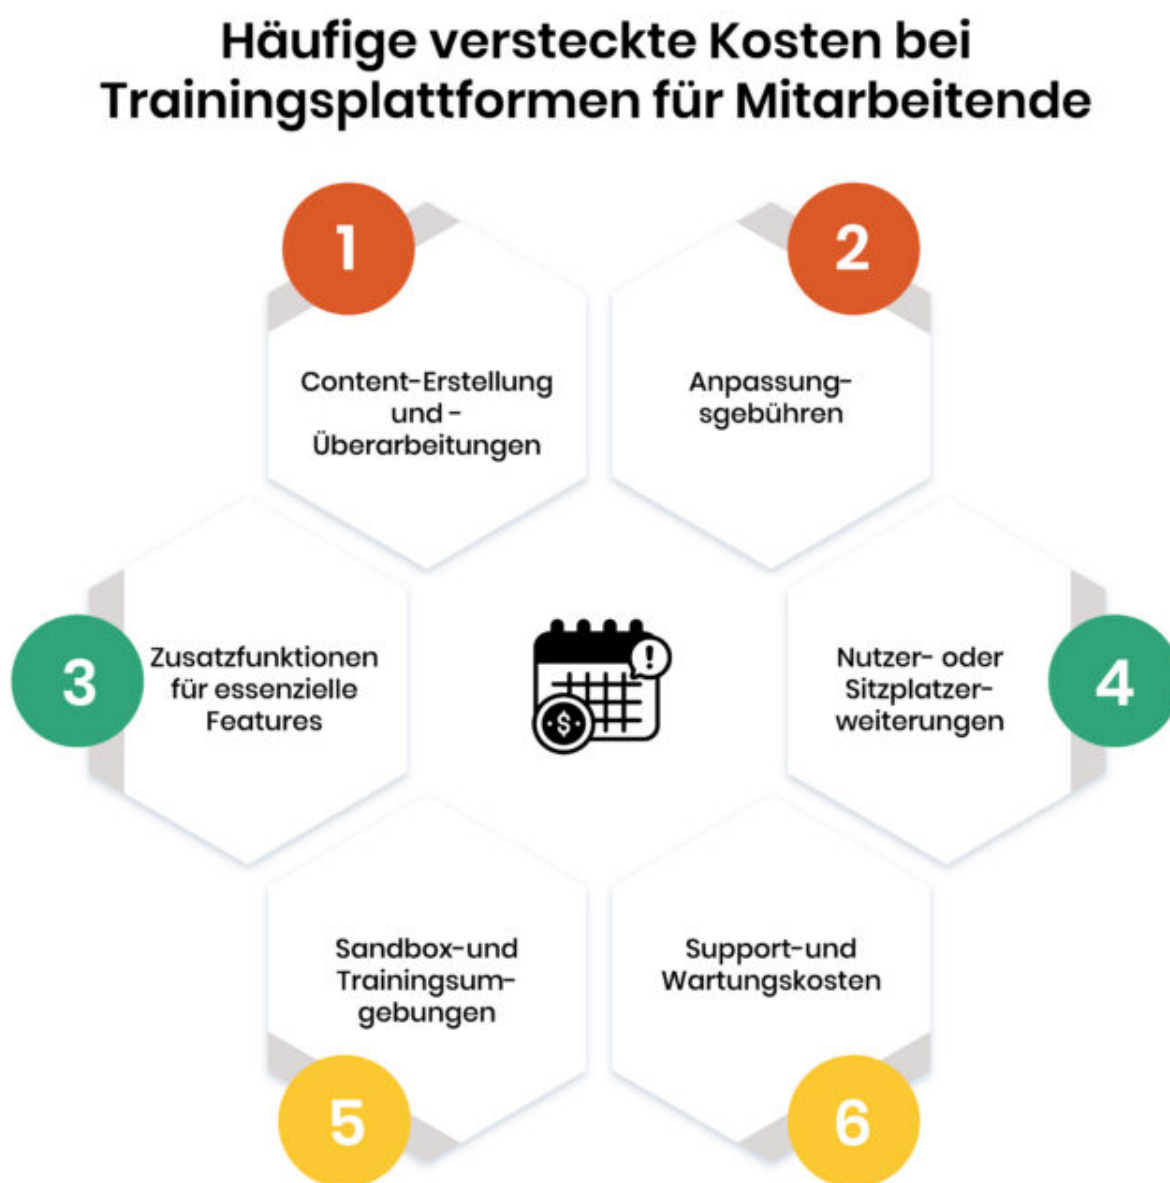 Häufige versteckte Kosten bei
Trainingsplattformen für Mitarbeitende
1
Content-Erstellung
und -
Überarbeitungen
2
Anpassung-
sgebühren
3
Zusatzfunktionen
für essenzielle
Features
4
Nutzer- oder
Sitzplatzer-
weiterungen
5
Sandbox-und
Trainingsum-
gebungen
6
Support-und
Wartungskosten
!
$